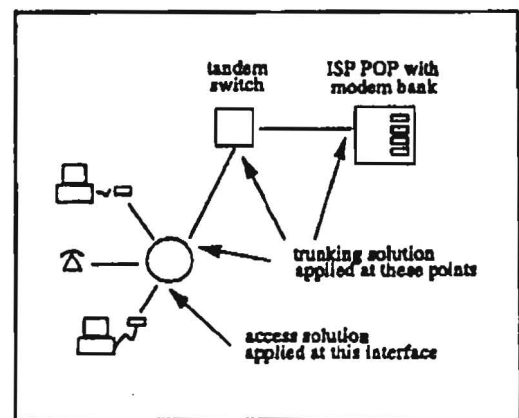 tandem
switch
ISP POP with
modem bank
trunking solution
applied at these points
access solution
applied at this interface